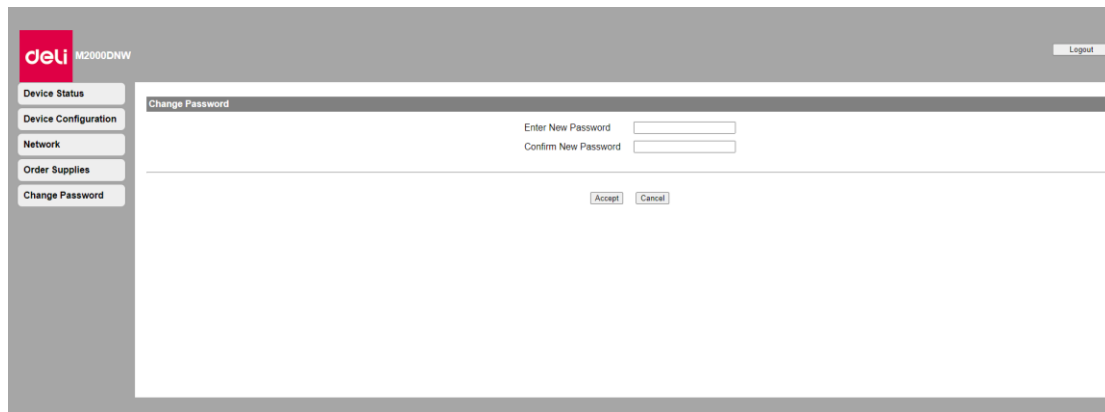 deli M2000DNW
Logout
Device Status
Device Configuration
Network
Order Supplies
Change Password
Change Password
Enter New Password
Confirm New Password
Accept Cancel